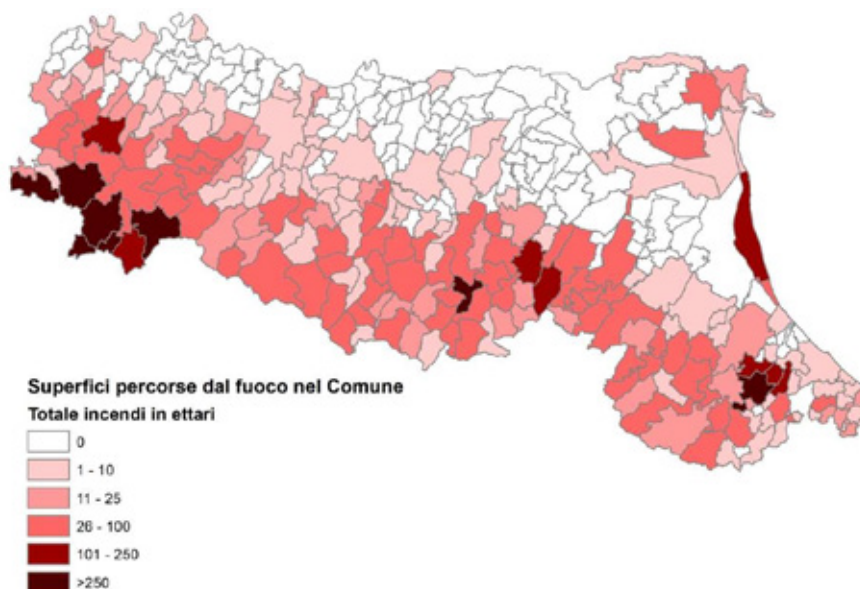 Superfici percorse dal fuoco nel Comune
Totale incendi in ettari
0
1 - 10
11 - 25
26 - 100
101 - 250
>250